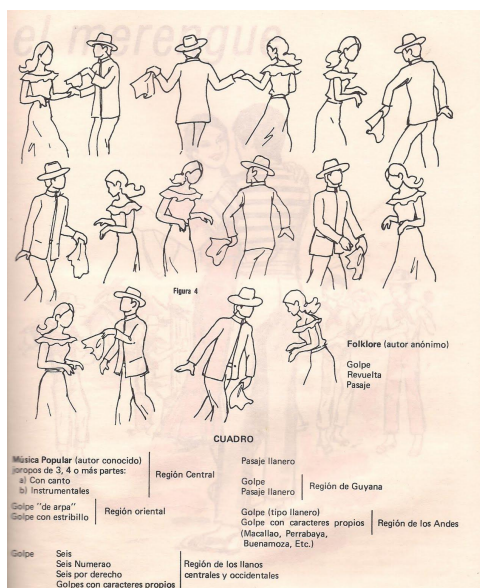 el merengue
Figura 4
Folklore (autor anónimo)
Golpe
Revuelta
Pasaje
CUADRO
Música Popular (autor conocido)
joropos de 3, 4 o más partes:
a) Con canto
b) Instrumentales
Región Central
Golpe "de arpa"
Golpe con estribillo
Región oriental
Pasaje llanero
Golpe
Pasaje llanero
Región de Guyana
Golpe (tipo llanero)
Golpe con caracteres propios
(Macallao, Perrabaya,
Buenamoza, Etc.)
Región de los Andes
Golpe
Seis
Seis Numerao
Seis por derecho
Golpes con caracteres propios
Región de los llanos
centrales y occidentales